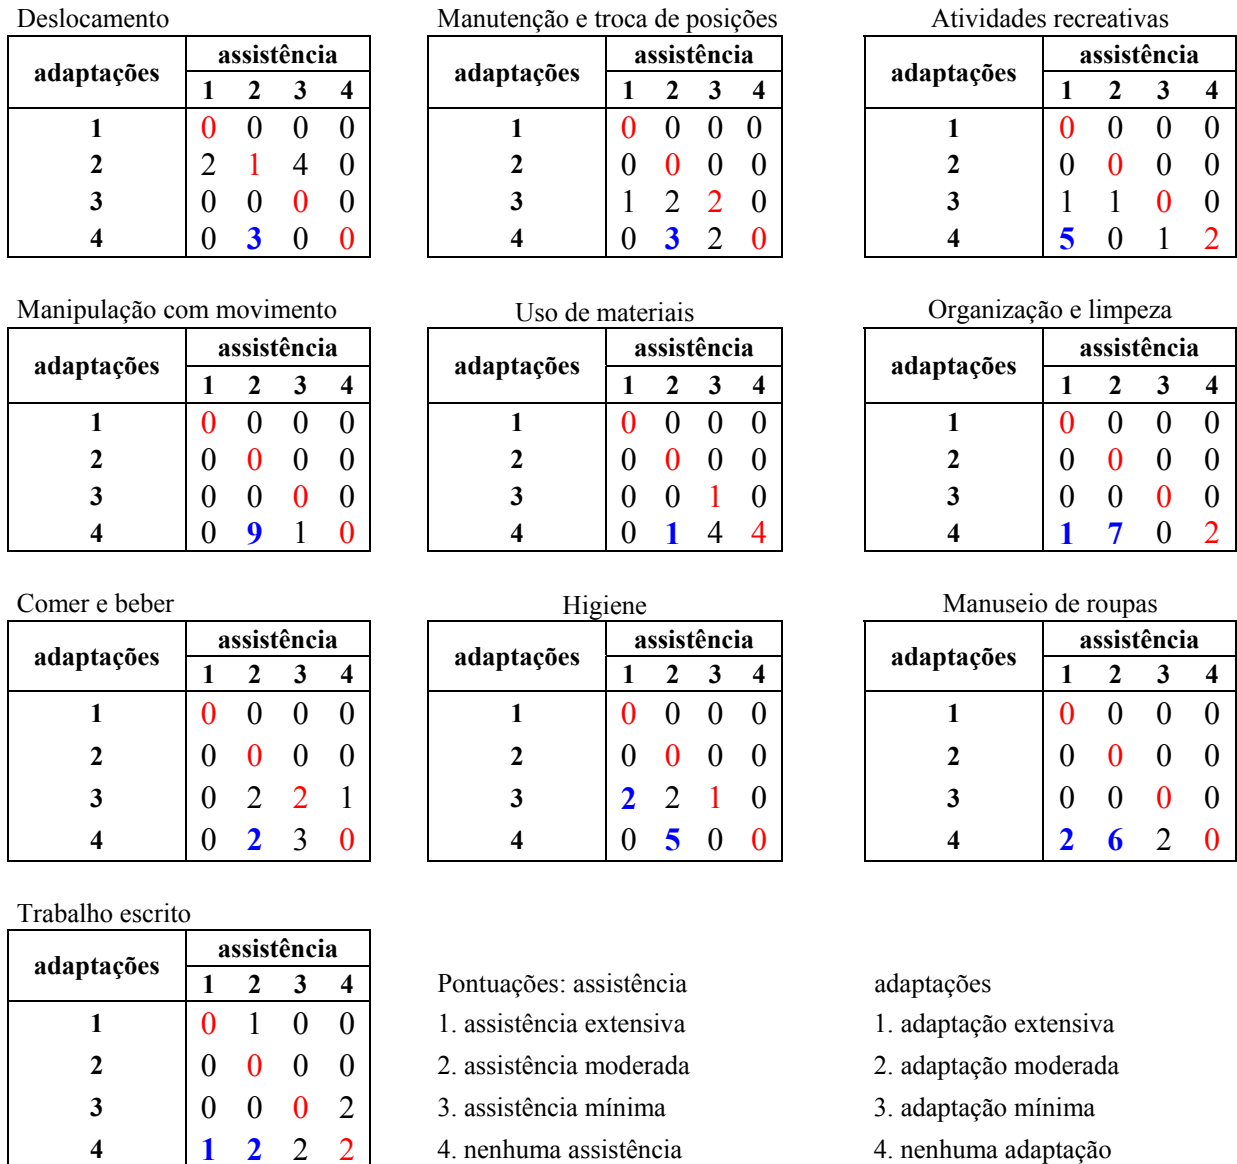 Deslocamento Manutenção e troca de posições Atividades recreativas
adaptações assistência adaptações assistência adaptações assistência
1 2 3 4 1 2 3 4 1 2 3 4
1 0 0 0 0 1 0 0 0 0 1 0 0 0 0
2 2 1 4 0 2 0 0 0 0 2 0 0 0 0
3 0 0 0 0 3 1 2 2 0 3 1 1 0 0
4 0 3 0 0 4 0 3 2 0 4 5 0 1 2
Manipulação com movimento Uso de materiais Organização e limpeza
adaptações assistência adaptações assistência adaptações assistência
1 2 3 4 1 2 3 4 1 2 3 4
1 0 0 0 0 1 0 0 0 0 1 0 0 0 0
2 0 0 0 0 2 0 0 0 0 2 0 0 0 0
3 0 0 0 0 3 0 0 1 0 3 0 0 0 0
4 0 9 1 0 4 0 1 4 4 4 1 7 0 2
Comer e beber Higiene Manuseio de roupas
adaptações assistência adaptações assistência adaptações assistência
1 2 3 4 1 2 3 4 1 2 3 4
1 0 0 0 0 1 0 0 0 0 1 0 0 0 0
2 0 0 0 0 2 0 0 0 0 2 0 0 0 0
3 0 2 2 1 3 2 2 1 0 3 0 0 0 0
4 0 2 3 0 4 0 5 0 0 4 2 6 2 0
Trabalho escrito
adaptações assistência
1 2 3 4 Pontuações: assistência adaptações
1 0 1 0 0 1. assistência extensiva 1. adaptação extensiva
2 0 0 0 0 2. assistência moderada 2. adaptação moderada
3 0 0 0 2 3. assistência mínima 3. adaptação mínima
4 1 2 2 2 4. nenhuma assistência 4. nenhuma adaptação